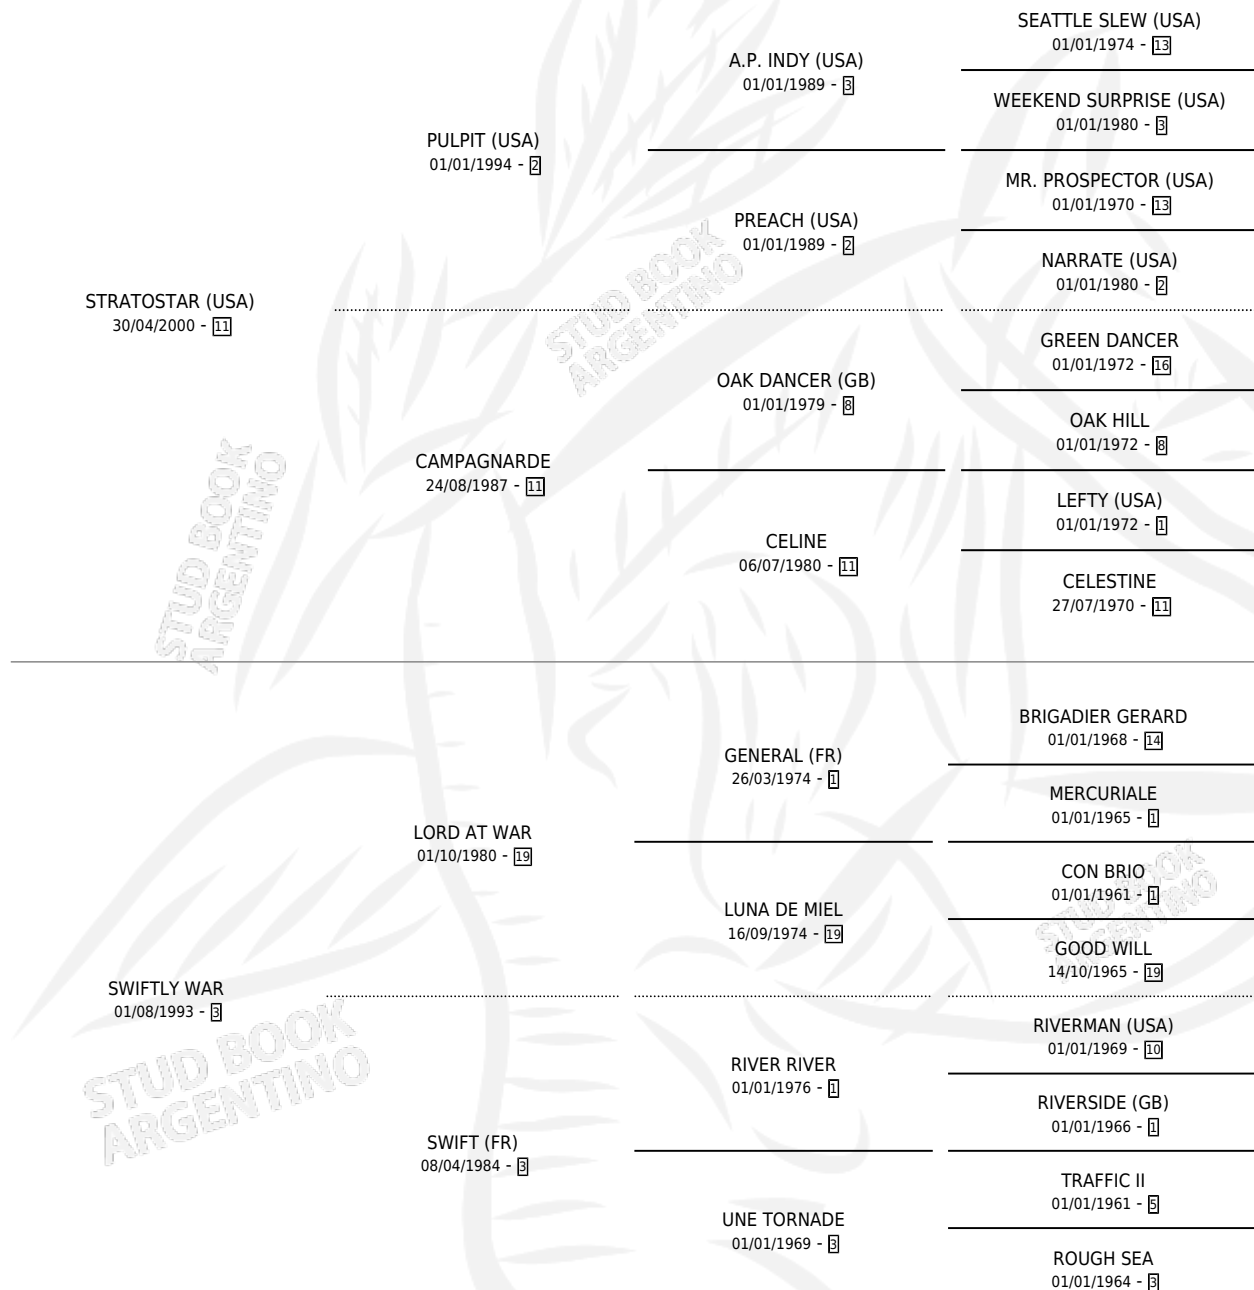 SEATTLE SLEW (USA)
01/01/1974 - 13
A.P. INDY (USA)
01/01/1989 - 3
WEEKEND SURPRISE (USA)
01/01/1980 - 3
PULPIT (USA)
01/01/1994 - 2
MR. PROSPECTOR (USA)
01/01/1970 - 13
PREACH (USA)
01/01/1989 - 2
NARRATE (USA)
01/01/1980 - 2
STRATOSTAR (USA)
30/04/2000 - 11
GREEN DANCER
01/01/1972 - 16
OAK DANCER (GB)
01/01/1979 - 8
OAK HILL
01/01/1972 - 8
CAMPAGNARDE
24/08/1987 - 11
LEFTY (USA)
01/01/1972 - 1
CELINE
06/07/1980 - 11
CELESTINE
27/07/1970 - 11
BRIGADIER GERARD
01/01/1968 - 14
GENERAL (FR)
26/03/1974 - 1
MERCURIALE
01/01/1965 - 1
LORD AT WAR
01/10/1980 - 19
CON BRIO
01/01/1961 - 1
LUNA DE MIEL
16/09/1974 - 19
GOOD WILL
14/10/1965 - 19
SWIFTLY WAR
01/08/1993 - 3
RIVERMAN (USA)
01/01/1969 - 10
RIVER RIVER
01/01/1976 - 1
RIVERSIDE (GB)
01/01/1966 - 1
SWIFT (FR)
08/04/1984 - 3
TRAFFIC II
01/01/1961 - 5
UNE TORNADE
01/01/1969 - 3
ROUGH SEA
01/01/1964 - 3
STUD BOOK
ARGENTINO
STUD BOOK
ARGENTINO
STUD BOOK
ARGENTINO
STUD BOOK
ARGENTINO